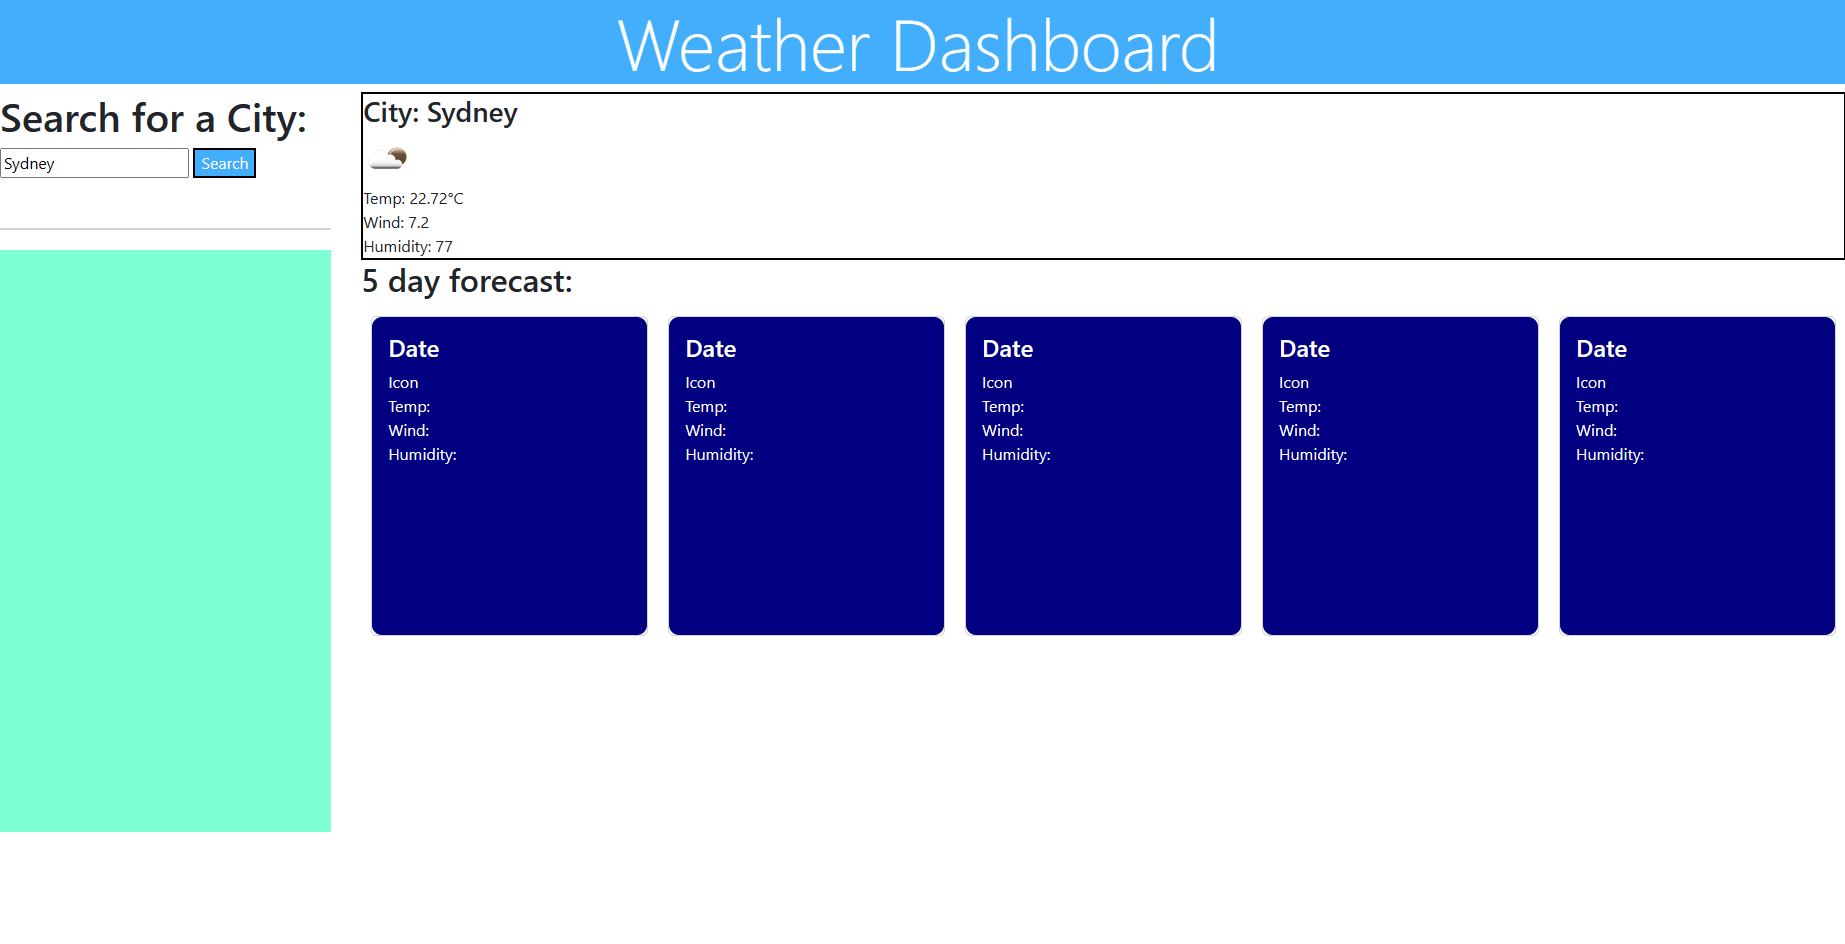 Weather Dashboard
Search for a City:
Sydney
Search
City: Sydney
Temp: 22.72°C
Wind: 7.2
Humidity: 77
5 day forecast:
Date
Icon
Temp:
Wind:
Humidity:
Date
Icon
Temp:
Wind:
Humidity:
Date
Icon
Temp:
Wind:
Humidity:
Date
Icon
Temp:
Wind:
Humidity:
Date
Icon
Temp:
Wind:
Humidity: